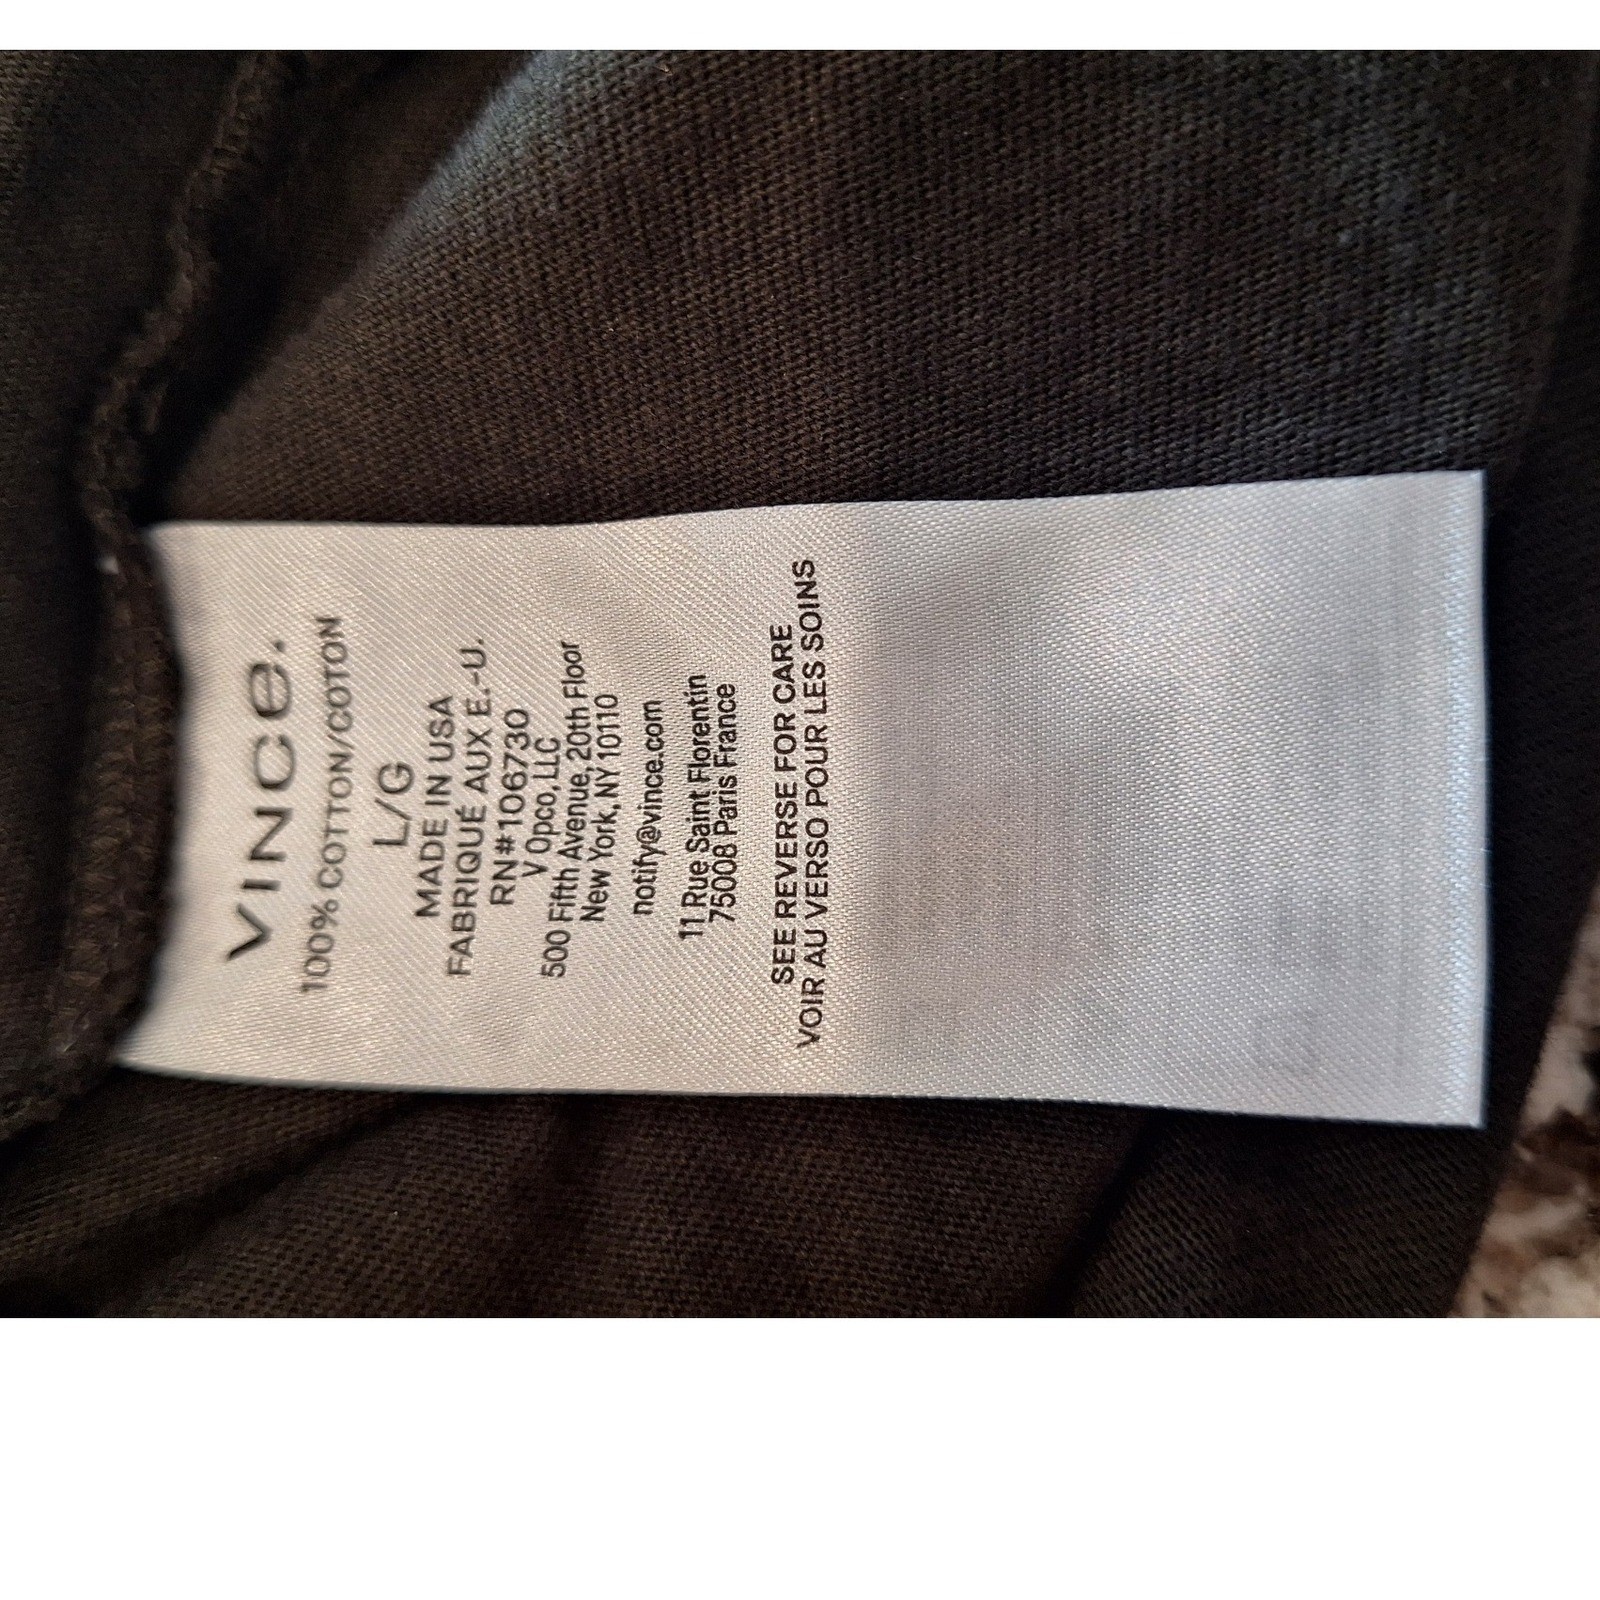 VINCe.
100% COTTON/COTON
L/G
MADE IN USA
FABRIQUÉ AUX E.-U.
RN#106730
V Opco, LLC
500 Fifth Avenue, 20th Floor
New York, NY 10110
notify@vince.com
11 Rue Saint Florentin
75008 Paris France
SEE REVERSE FOR CARE
VOIR AU VERSO POUR LES SOINS